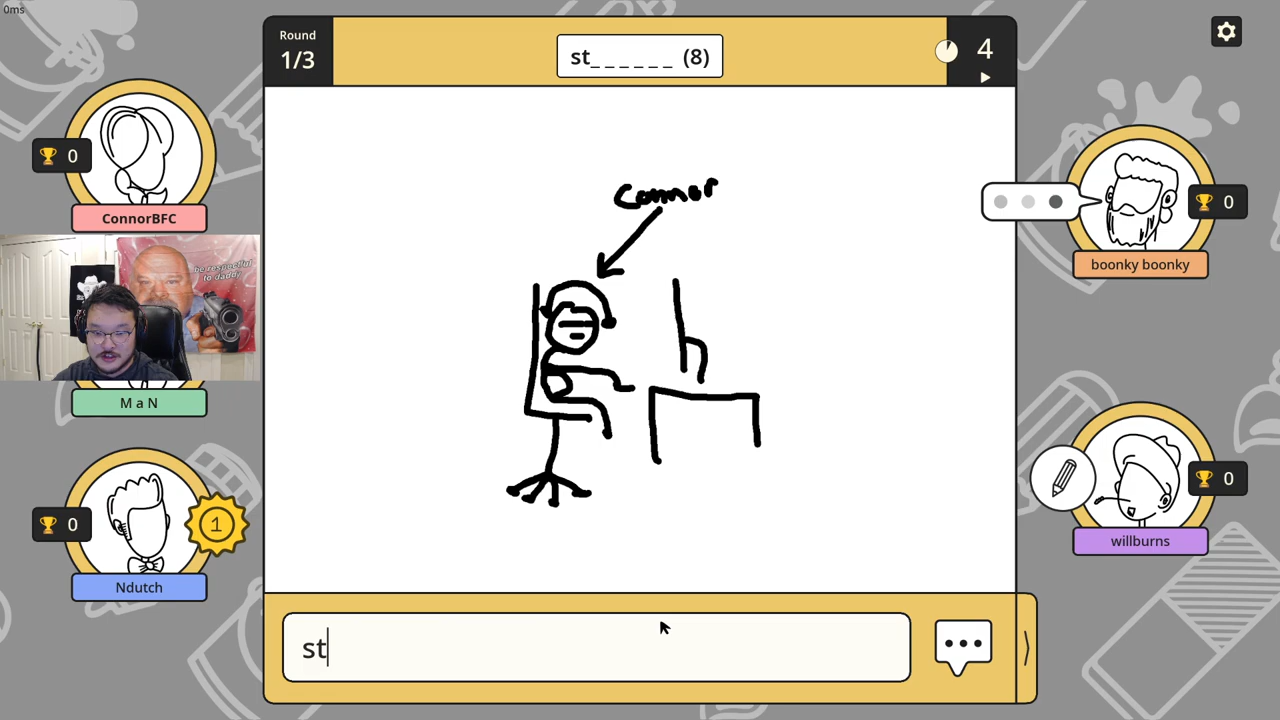 0ms
Round
1/3
st_ _ _ _ _ _ (8)
4
Connor
0
ConnorBFC
be respectful
to daddy
M a N
0
1
Ndutch
0
boonky boonky
0
willburns
st